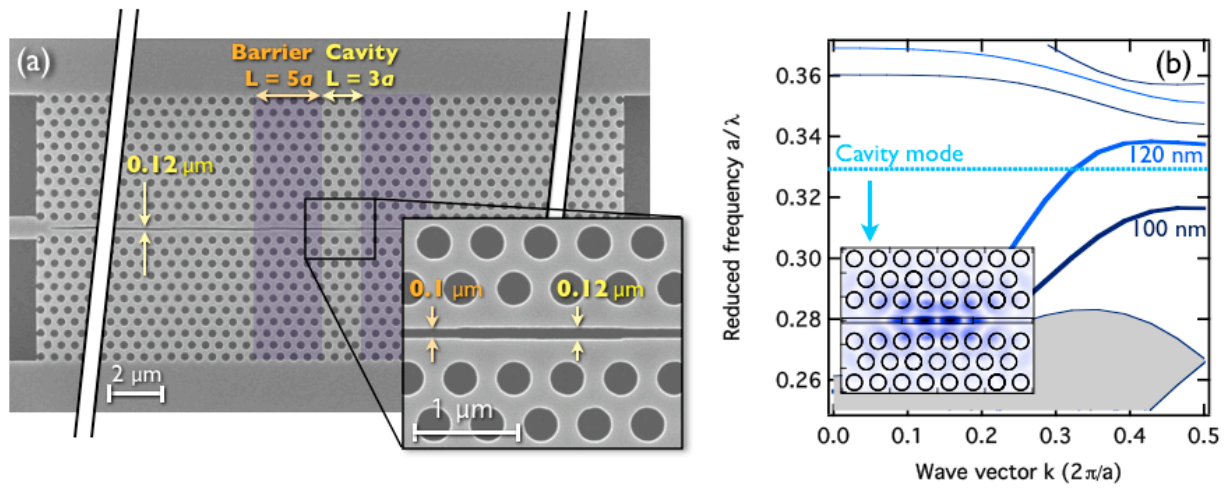 (a)
Barrier Cavity
L = 5a L = 3a
0.12 μm
2 μm
0.1 μm 0.12 μm
1 μm
(b)
0.36
0.34
0.32
0.30
0.28
0.26
Reduced frequency a/λ
Cavity mode
120 nm
100 nm
0.0 0.1 0.2 0.3 0.4 0.5
Wave vector k (2π/a)